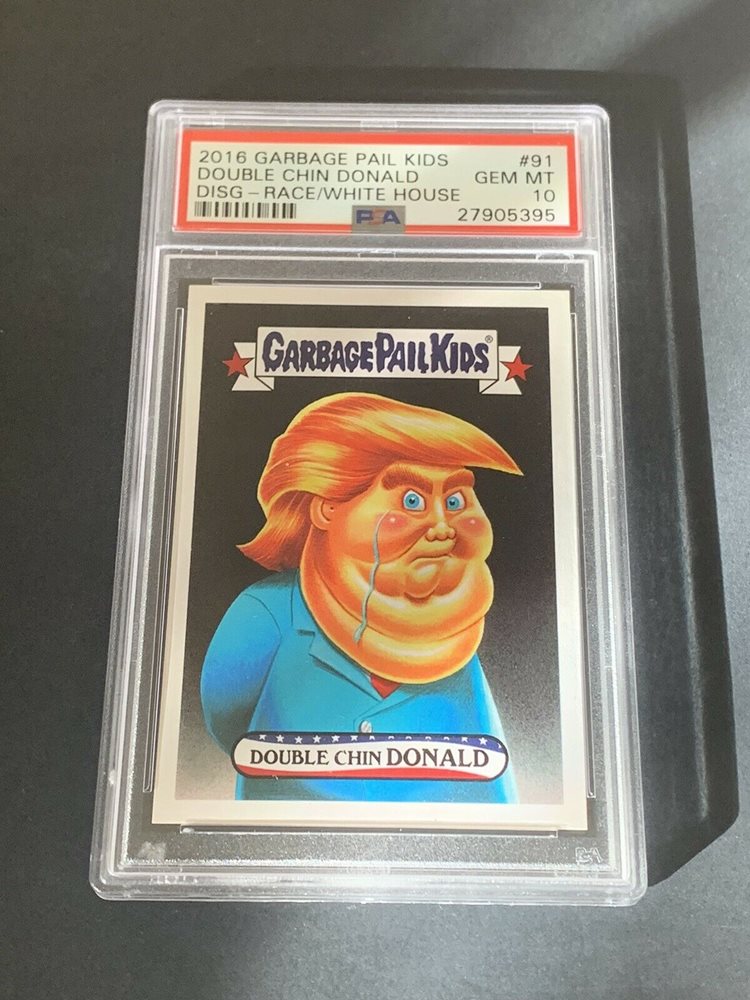 2016 GARBAGE PAIL KIDS #91
DOUBLE CHIN DONALD GEM MT
DISG - RACE/WHITE HOUSE 10
PSA 27905395
GARBAGE PAIL KIDS®
DOUBLE CHIN DONALD